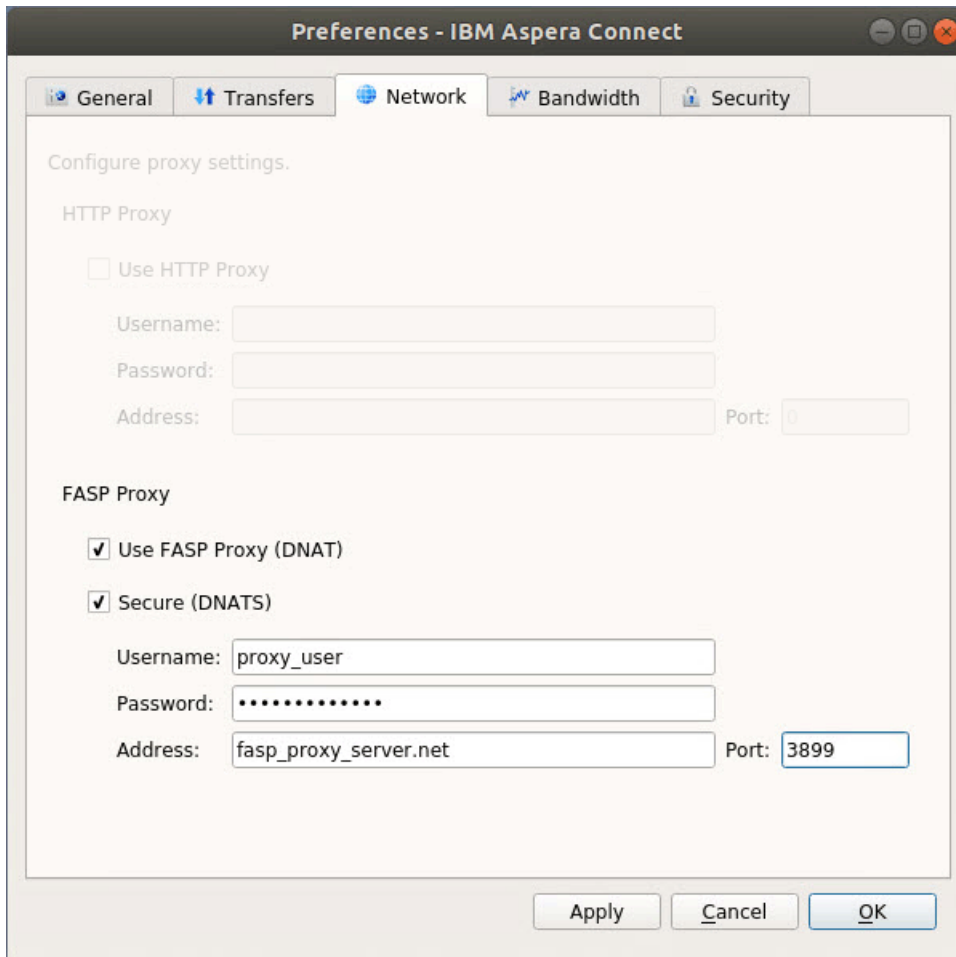 Preferences - IBM Aspera Connect
General Transfers Network Bandwidth Security
Configure proxy settings.
HTTP Proxy
Use HTTP Proxy
Username:
Password:
Address: Port: 0
FASP Proxy
Use FASP Proxy (DNAT)
Secure (DNATS)
Username: proxy_user
Password: •••••••••••••
Address: fasp_proxy_server.net Port: 3899
Apply Cancel OK